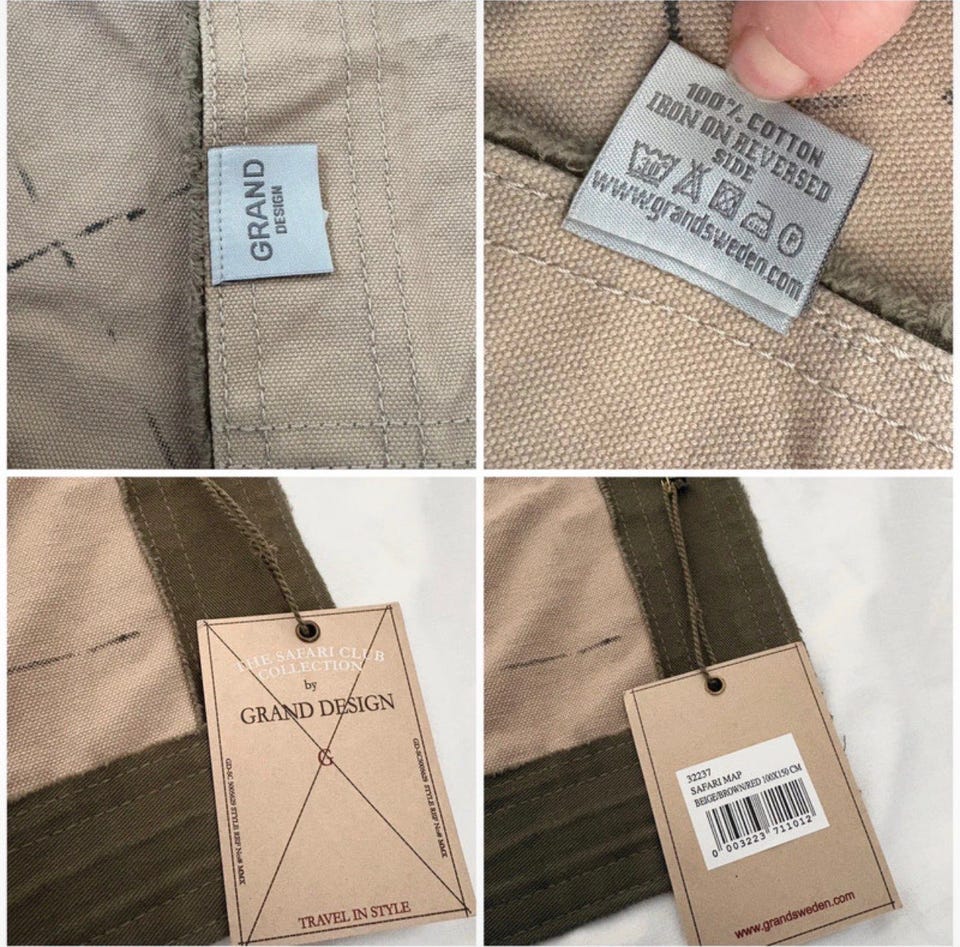 GRAND
DESIGN
100% COTTON
IRON ON REVERSED
SIDE
30°
P
www.grandsweden.com
THE SAFARI CLUB
COLLECTION
by
GRAND DESIGN
G
TRAVEL IN STYLE
32237
SAFARI MAP
BEIGE/BROWN/RED 100X150 CM
0 003223 711012
www.grandsweden.com